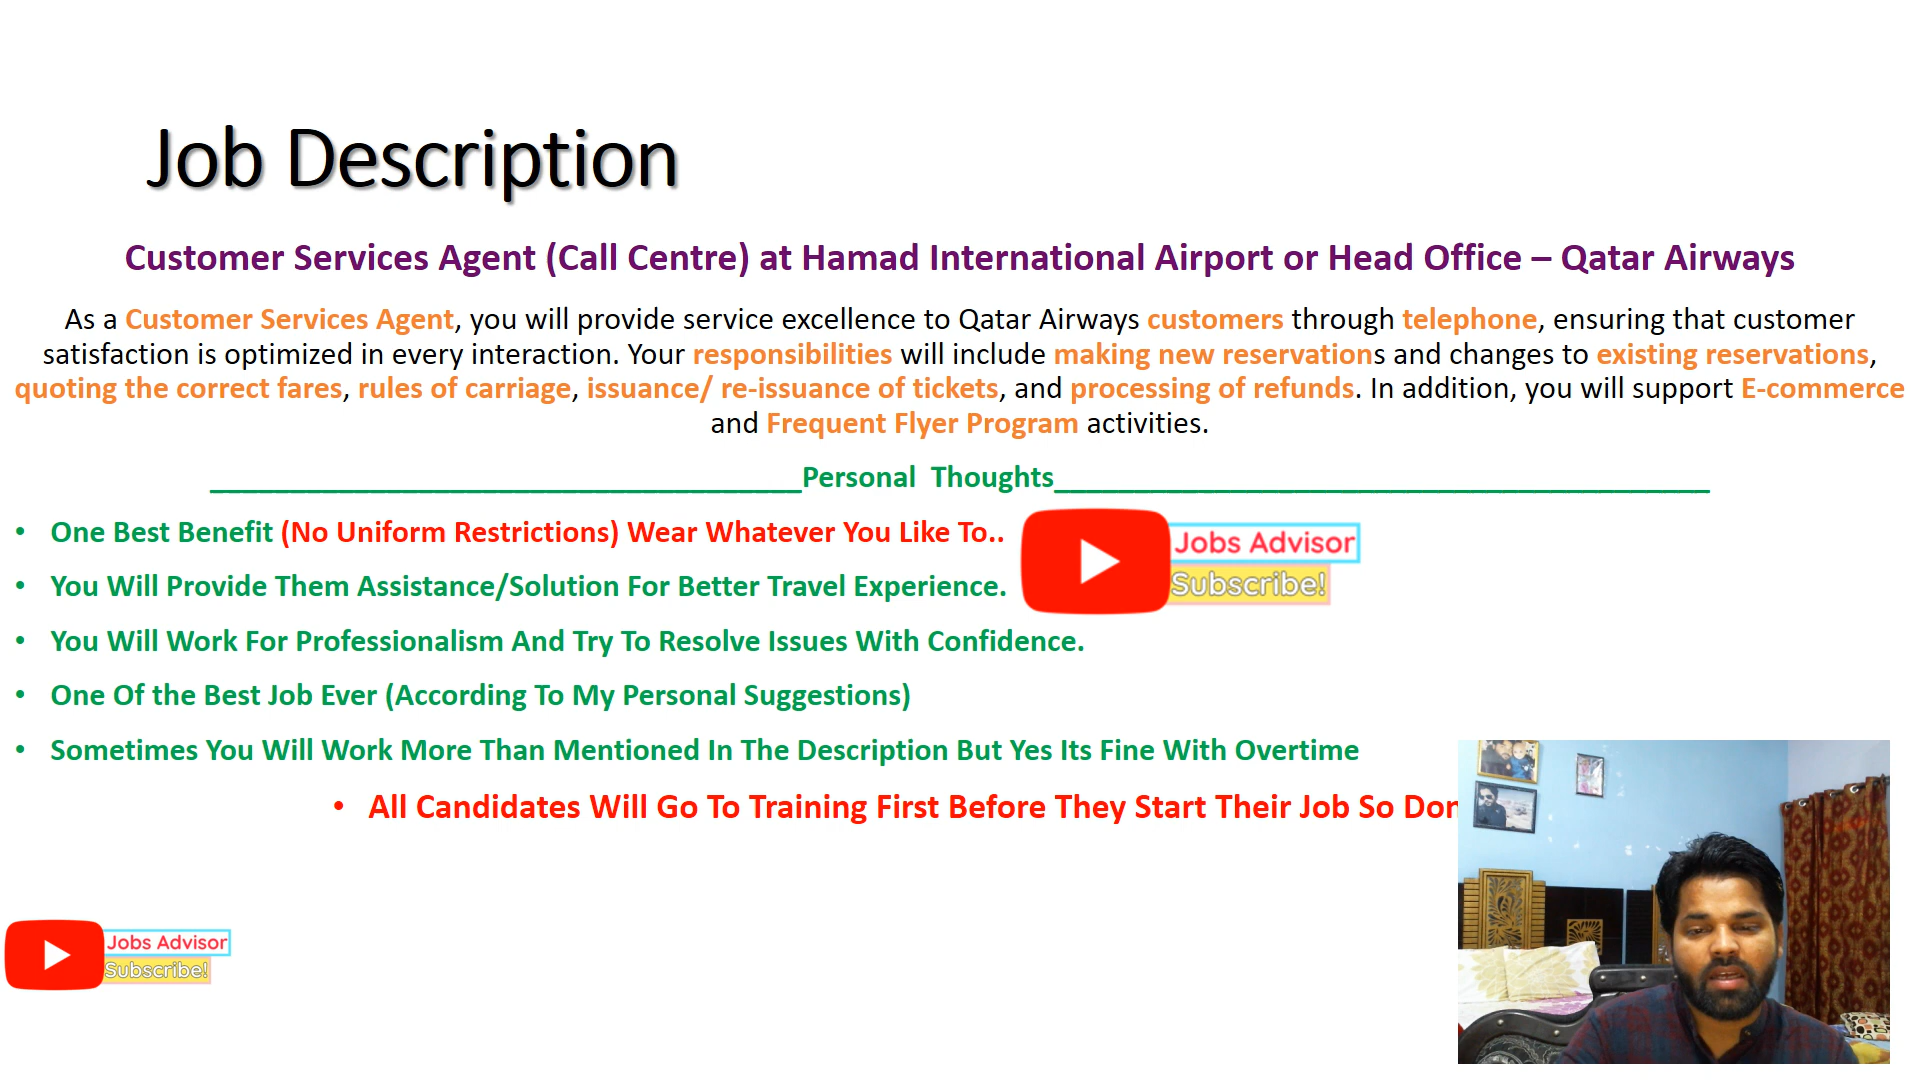 Job Description
Customer Services Agent (Call Centre) at Hamad International Airport or Head Office – Qatar Airways
As a Customer Services Agent, you will provide service excellence to Qatar Airways customers through telephone, ensuring that customer
satisfaction is optimized in every interaction. Your responsibilities will include making new reservations and changes to existing reservations,
quoting the correct fares, rules of carriage, issuance/ re-issuance of tickets, and processing of refunds. In addition, you will support E-commerce
and Frequent Flyer Program activities.
Personal Thoughts
• One Best Benefit (No Uniform Restrictions) Wear Whatever You Like To..
Jobs Advisor
Subscribe!
• You Will Provide Them Assistance/Solution For Better Travel Experience.
• You Will Work For Professionalism And Try To Resolve Issues With Confidence.
• One Of the Best Job Ever (According To My Personal Suggestions)
• Sometimes You Will Work More Than Mentioned In The Description But Yes Its Fine With Overtime
• All Candidates Will Go To Training First Before They Start Their Job So Don
Jobs Advisor
Subscribe!